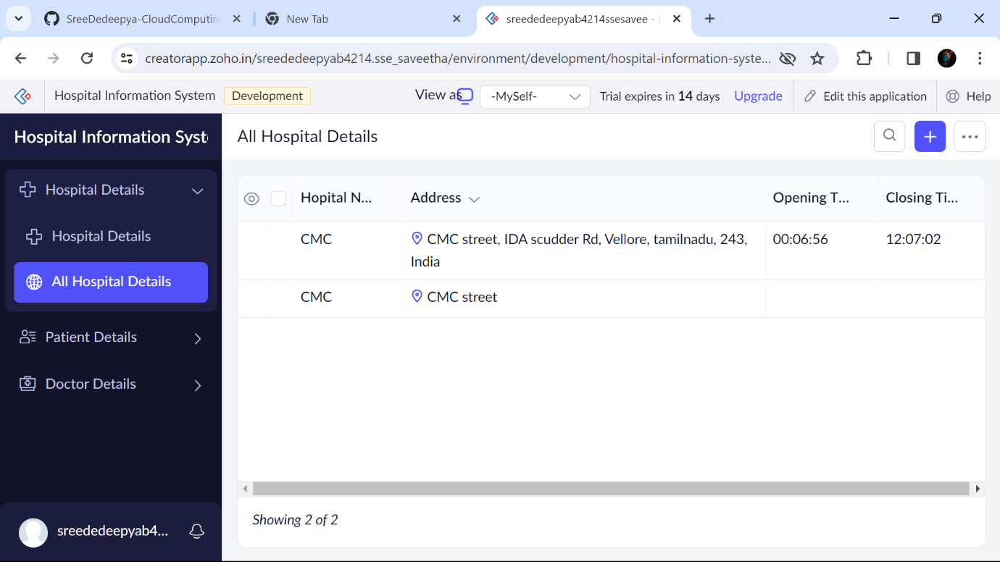 SreeDedeepya-CloudComputin
New Tab
sreededeepyab4214ssesavee -
creatorapp.zoho.in/sreededeepyab4214.sse_saveetha/environment/development/hospital-information-syste...
Hospital Information System
Development
View as
-MySelf-
Trial expires in 14 days
Upgrade
Edit this application
Help
Hospital Information Syst
All Hospital Details
Hospital Details
Hospital Details
All Hospital Details
Patient Details
Doctor Details
Hopital N... Address Opening T... Closing Ti...
CMC CMC street, IDA scudder Rd, Vellore, tamilnadu, 243, 00:06:56 12:07:02
India
CMC CMC street
Showing 2 of 2
sreededeepyab4...